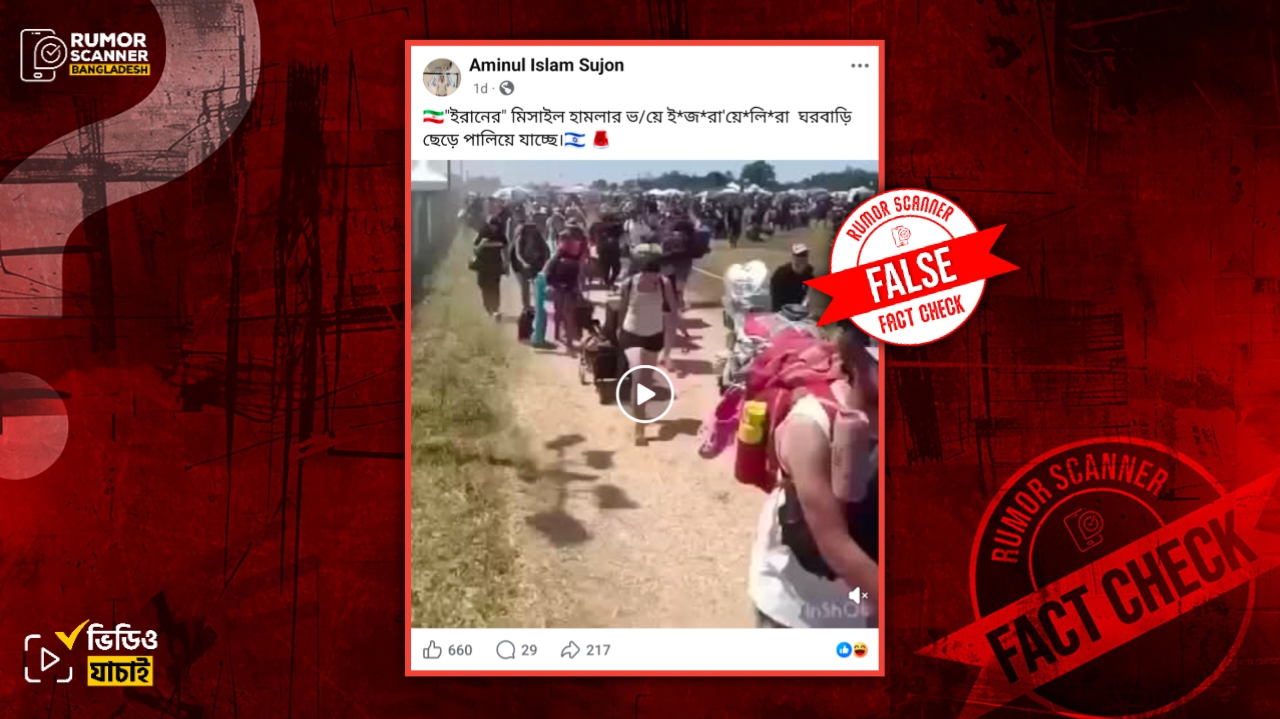 RUMOR
SCANNER
BANGLADESH
Aminul Islam Sujon
1d
"ইরানের" মিসাইল হামলার ভ/য়ে ই*জ*রা'য়ে*লি*রা ঘরবাড়ি
ছেড়ে পালিয়ে যাচ্ছে।
RUMOR SCANNER
FALSE
FACT CHECK
InShO
660
29
217
ভিডিও
যাচাই
RUMOR SCANNER
FACT CHECK